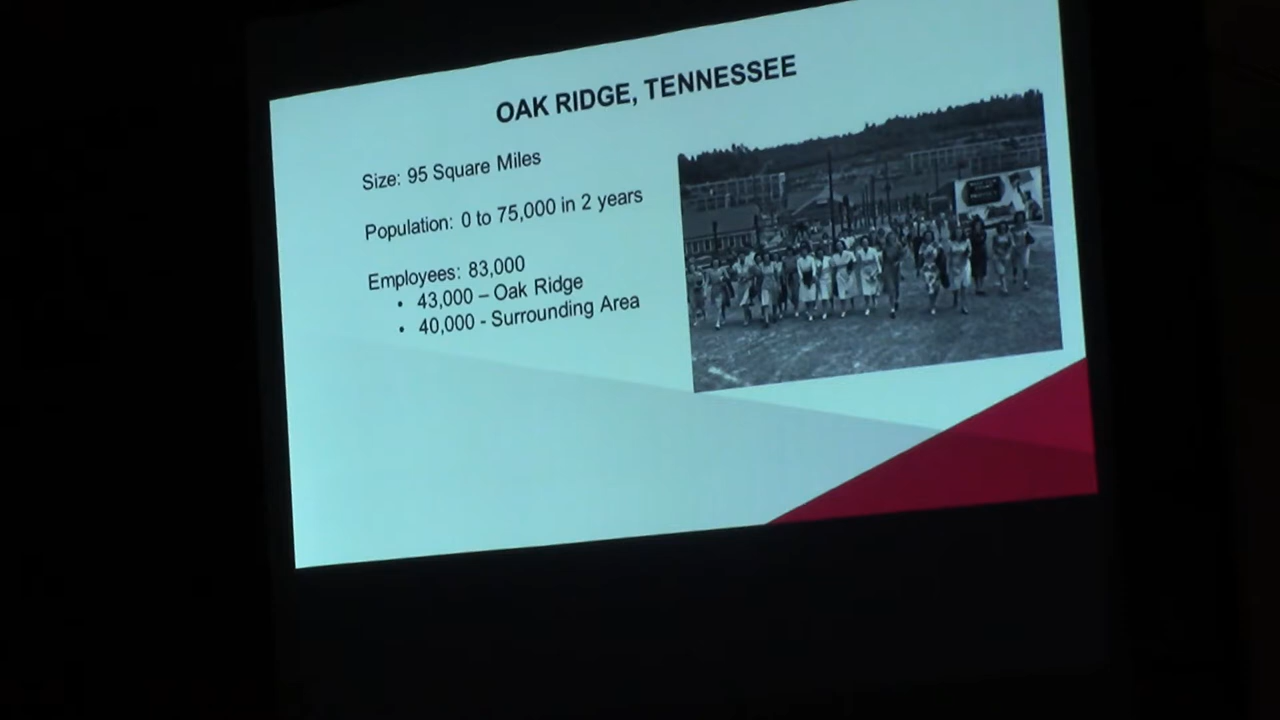 OAK RIDGE, TENNESSEE
Size: 95 Square Miles
Population: 0 to 75,000 in 2 years
Employees: 83,000
• 43,000 – Oak Ridge
• 40,000 - Surrounding Area